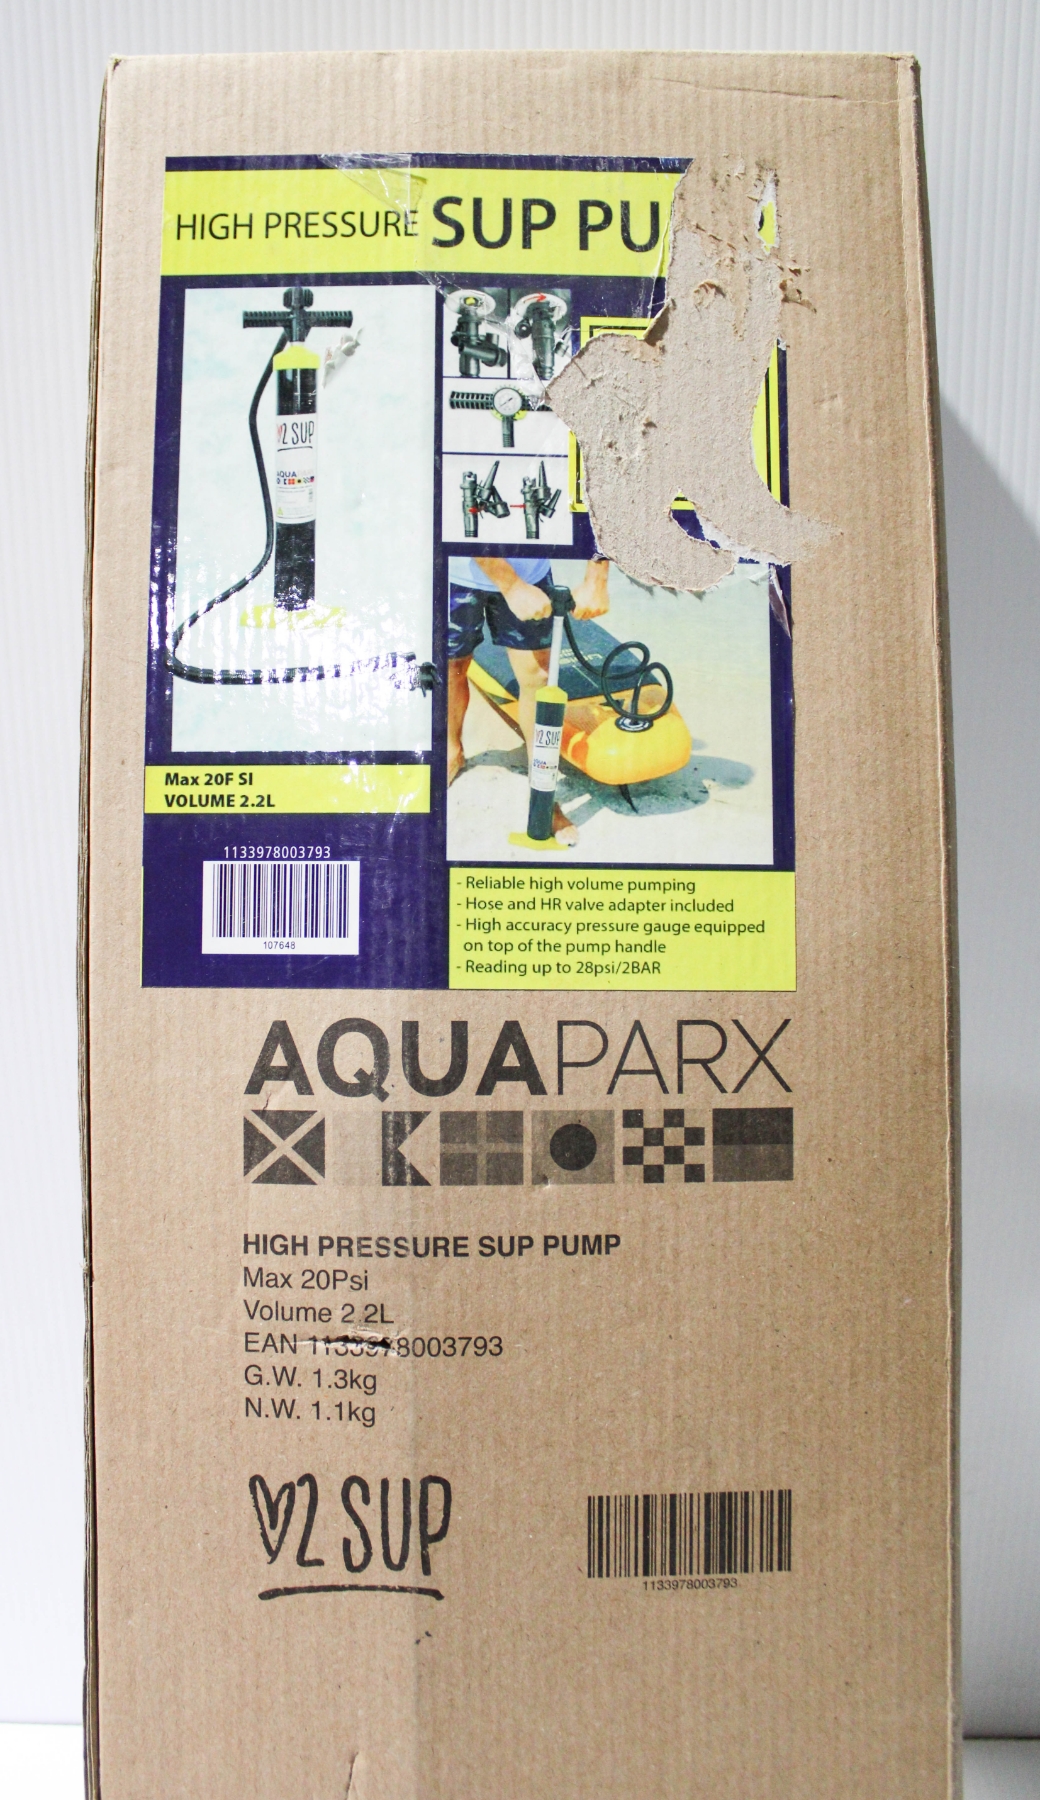 HIGH PRESSURE SUP PU
2 SUP
AQUA
2 SUP
Max 20F SI
VOLUME 2.2L
1133978003793
107648
- Reliable high volume pumping
- Hose and HR valve adapter included
- High accuracy pressure gauge equipped
on top of the pump handle
- Reading up to 28psi/2BAR
AQUAPARX
HIGH PRESSURE SUP PUMP
Max 20Psi
Volume 2 2L
EAN 1133978003793
G.W. 1.3kg
N.W. 1.1kg
♡2 SUP
1133978003793